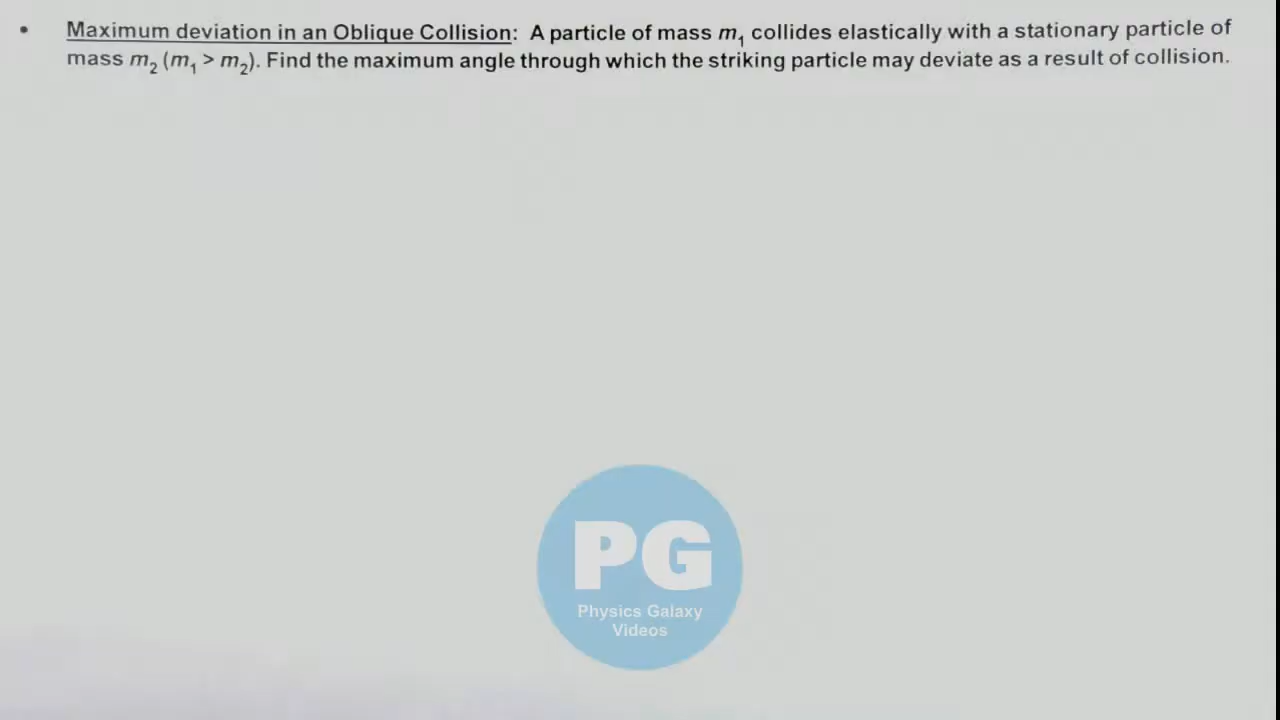 • Maximum deviation in an Oblique Collision: A particle of mass m₁ collides elastically with a stationary particle of
mass m₂ (m₁ > m₂). Find the maximum angle through which the striking particle may deviate as a result of collision.
PG
Physics Galaxy
Videos